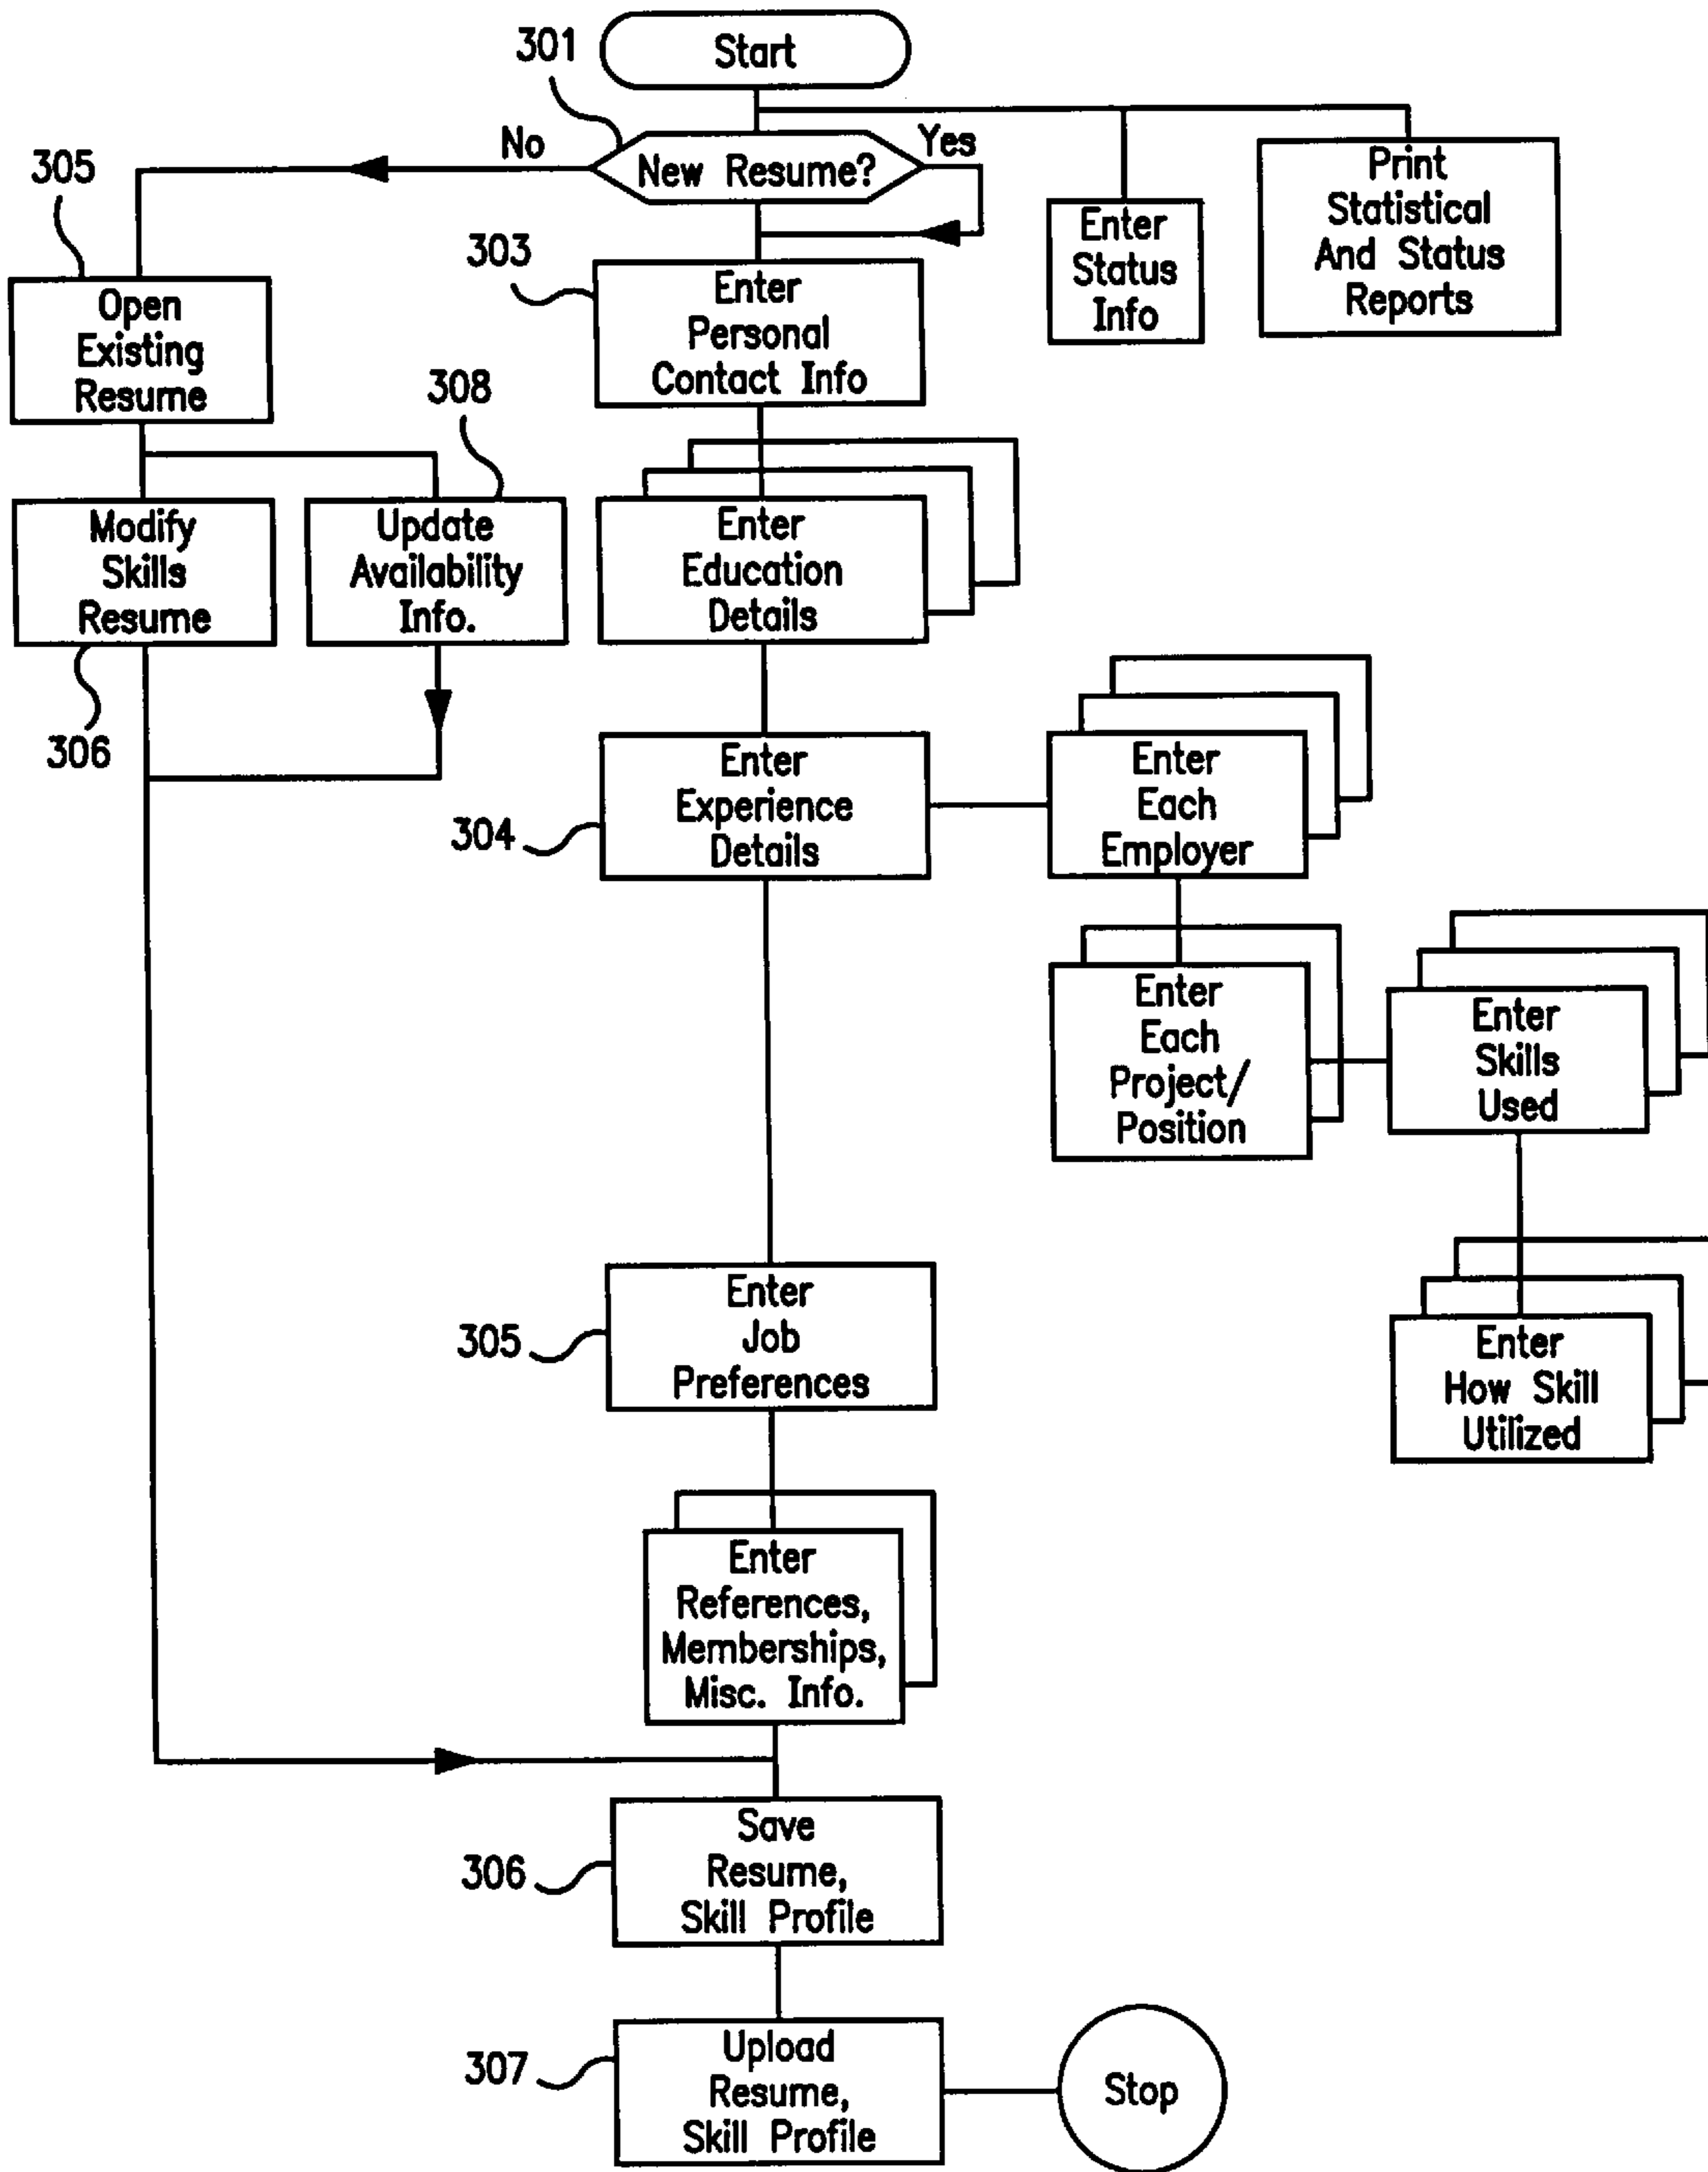 Start
301
No
New Resume?
Yes
Print
Statistical
And Status
Reports
Enter
Status
Info
305
Open
Existing
Resume
303
Enter
Personal
Contact Info
308
Modify
Skills
Resume
306
Update
Availability
Info.
Enter
Education
Details
304
Enter
Experience
Details
Enter
Each
Employer
Enter
Each
Project/
Position
Enter
Skills
Used
Enter
How Skill
Utilized
305
Enter
Job
Preferences
Enter
References,
Memberships,
Misc. Info.
306
Save
Resume,
Skill Profile
307
Upload
Resume,
Skill Profile
Stop